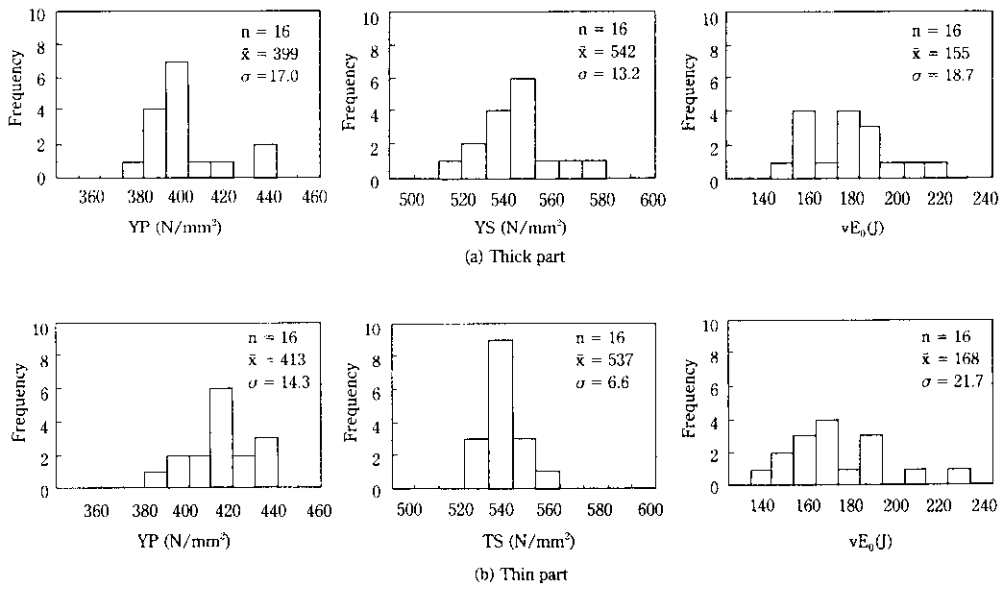 10
8
6
4
2
0
Frequency
n = 16
x̄ = 399
σ = 17.0
360 380 400 420 440 460
YP (N/mm²)
10
8
6
4
2
0
Frequency
n = 16
x̄ = 542
σ = 13.2
500 520 540 560 580 600
YS (N/mm²)
10
8
6
4
2
0
Frequency
n = 16
x̄ = 155
σ = 18.7
140 160 180 200 220 240
vE₀(J)
(a) Thick part
10
8
6
4
2
0
Frequency
n = 16
x̄ = 413
σ = 14.3
360 380 400 420 440 460
YP (N/mm²)
10
8
6
4
2
0
Frequency
n = 16
x̄ = 537
σ = 6.6
500 520 540 560 580 600
TS (N/mm²)
10
8
6
4
2
0
Frequency
n = 16
x̄ = 168
σ = 21.7
140 160 180 200 220 240
vE₀(J)
(b) Thin part